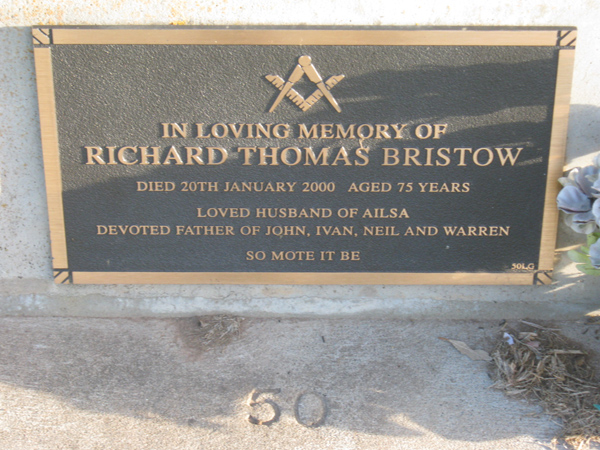 IN LOVING MEMORY OF
RICHARD THOMAS BRISTOW
DIED 20TH JANUARY 2000 AGED 75 YEARS
LOVED HUSBAND OF AILSA
DEVOTED FATHER OF JOHN, IVAN, NEIL AND WARREN
SO MOTE IT BE
50LG
50